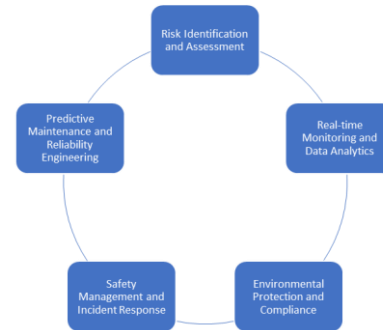 Risk Identification
and Assessment
Real-time
Monitoring and
Data Analytics
Environmental
Protection and
Compliance
Safety
Management and
Incident Response
Predictive
Maintenance and
Reliability
Engineering